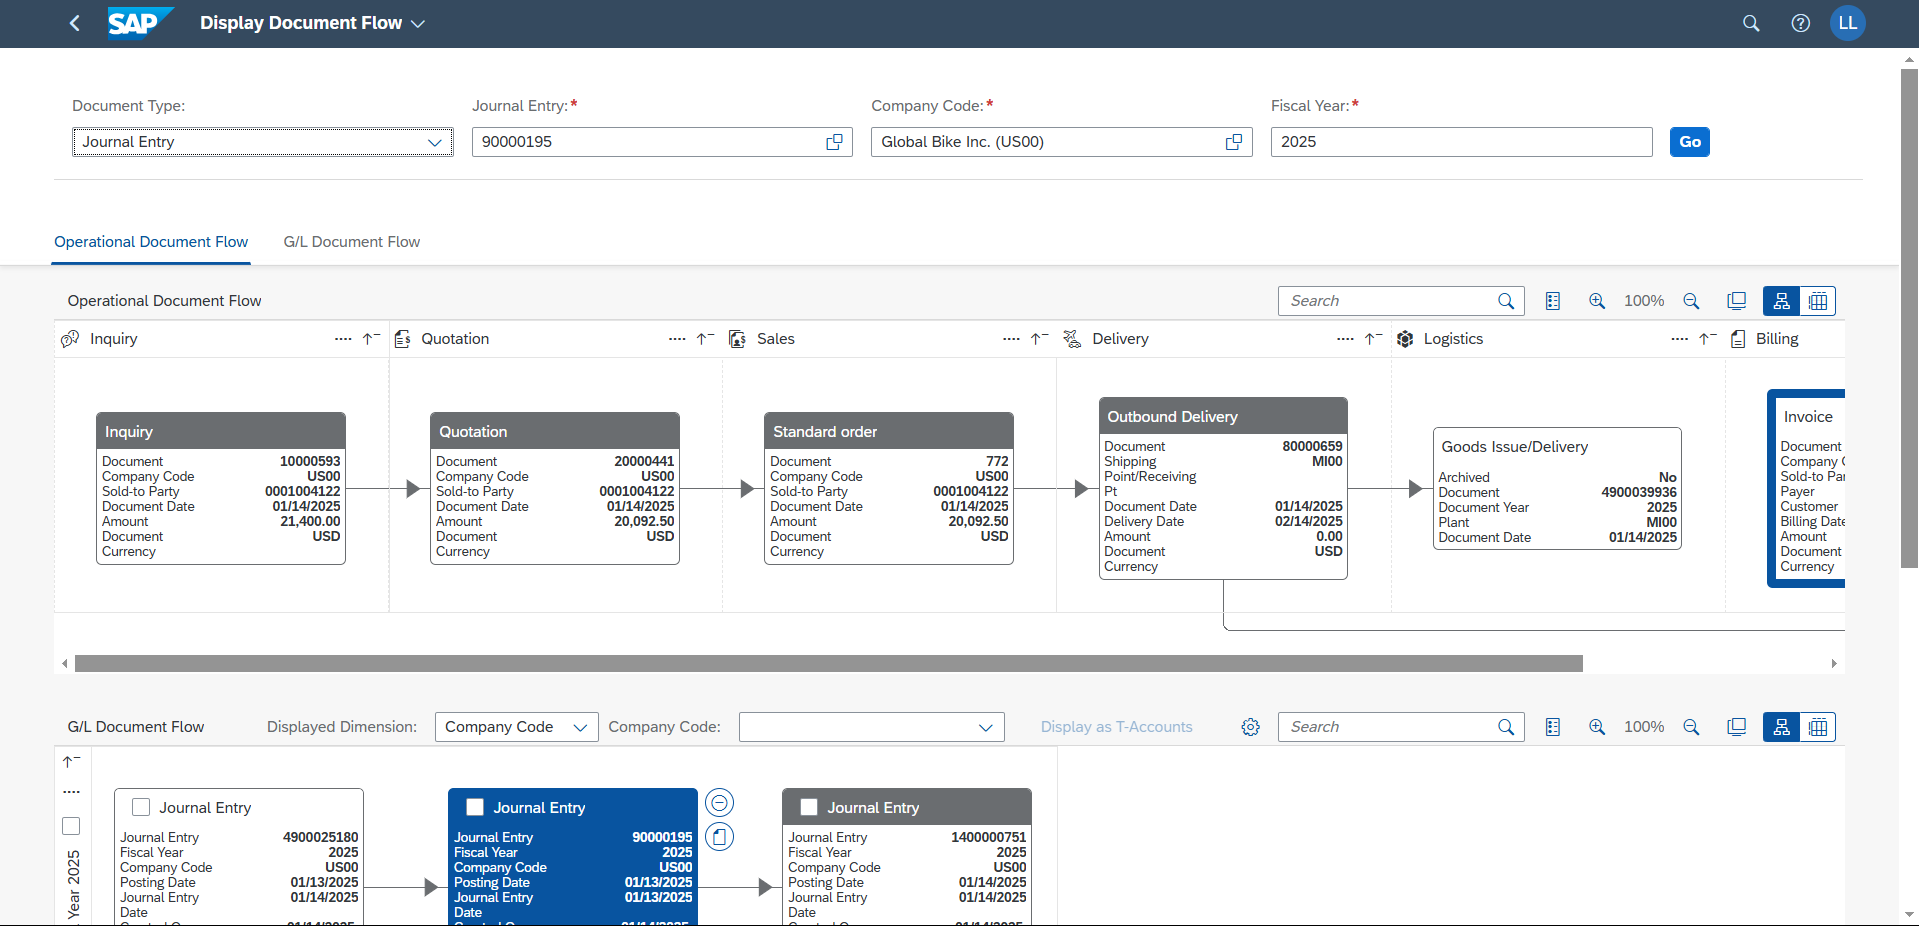 SAP Display Document Flow LL
Document Type: Journal Entry:* Company Code:* Fiscal Year:*
Journal Entry 90000195 Global Bike Inc. (US00) 2025 Go
Operational Document Flow G/L Document Flow
Operational Document Flow Search 100%
Inquiry Quotation Sales Delivery Logistics Billing
Inquiry
Document 10000593
Company Code US00
Sold-to Party 0001004122
Document Date 01/14/2025
Amount 21,400.00
Document USD
Currency
Quotation
Document 20000441
Company Code US00
Sold-to Party 0001004122
Document Date 01/14/2025
Amount 20,092.50
Document USD
Currency
Standard order
Document 772
Company Code US00
Sold-to Party 0001004122
Document Date 01/14/2025
Amount 20,092.50
Document USD
Currency
Outbound Delivery
Document 80000659
Shipping MI00
Point/Receiving
Pt
Document Date 01/14/2025
Delivery Date 02/14/2025
Amount 0.00
Document USD
Currency
Goods Issue/Delivery
Archived No
Document 4900039936
Document Year 2025
Plant MI00
Document Date 01/14/2025
Invoice
Document
Company
Sold-to
Payer
Customer
Billing Date
Amount
Document
Currency
G/L Document Flow Displayed Dimension: Company Code Company Code: Display as T-Accounts Search 100%
Year 2025
Journal Entry
Journal Entry 4900025180
Fiscal Year 2025
Company Code US00
Posting Date 01/13/2025
Journal Entry 01/14/2025
Date
Journal Entry
Journal Entry 90000195
Fiscal Year 2025
Company Code US00
Posting Date 01/13/2025
Journal Entry 01/13/2025
Date
Journal Entry
Journal Entry 1400000751
Fiscal Year 2025
Company Code US00
Posting Date 01/14/2025
Journal Entry 01/14/2025
Date